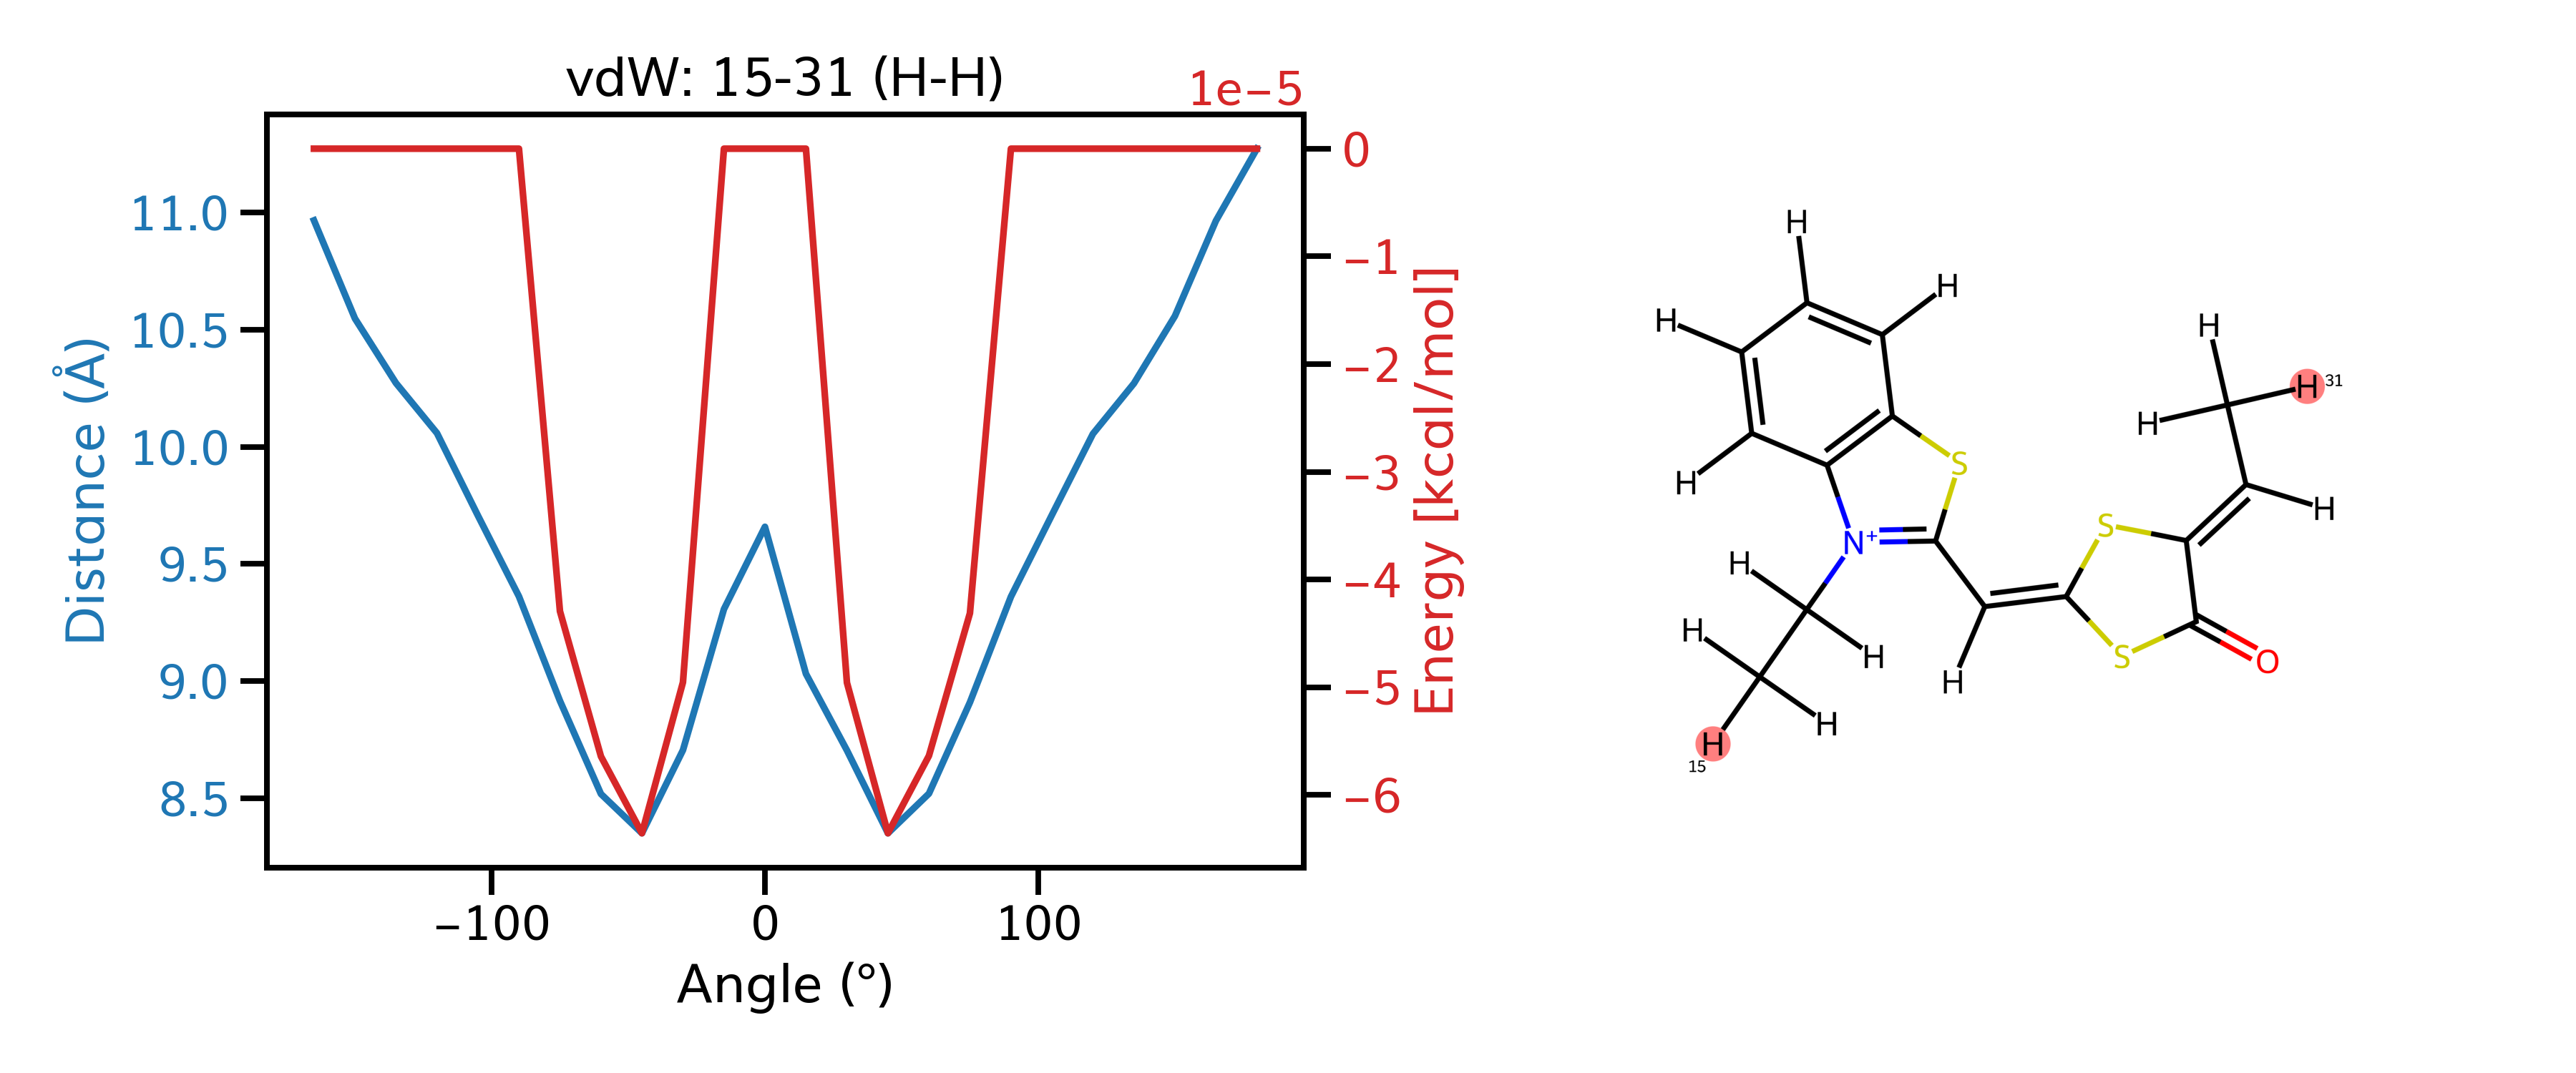 vdW: 15-31 (H-H)
1e−5
Distance (Å)
11.0
10.5
10.0
9.5
9.0
8.5
−100
0
100
Angle (°)
0
−1
−2
−3
−4
−5
−6
Energy [kcal/mol]
H
H
H
H
H
H 31
S
H
H
S
H
N+
H
H
H
S
O
H
H
H
15